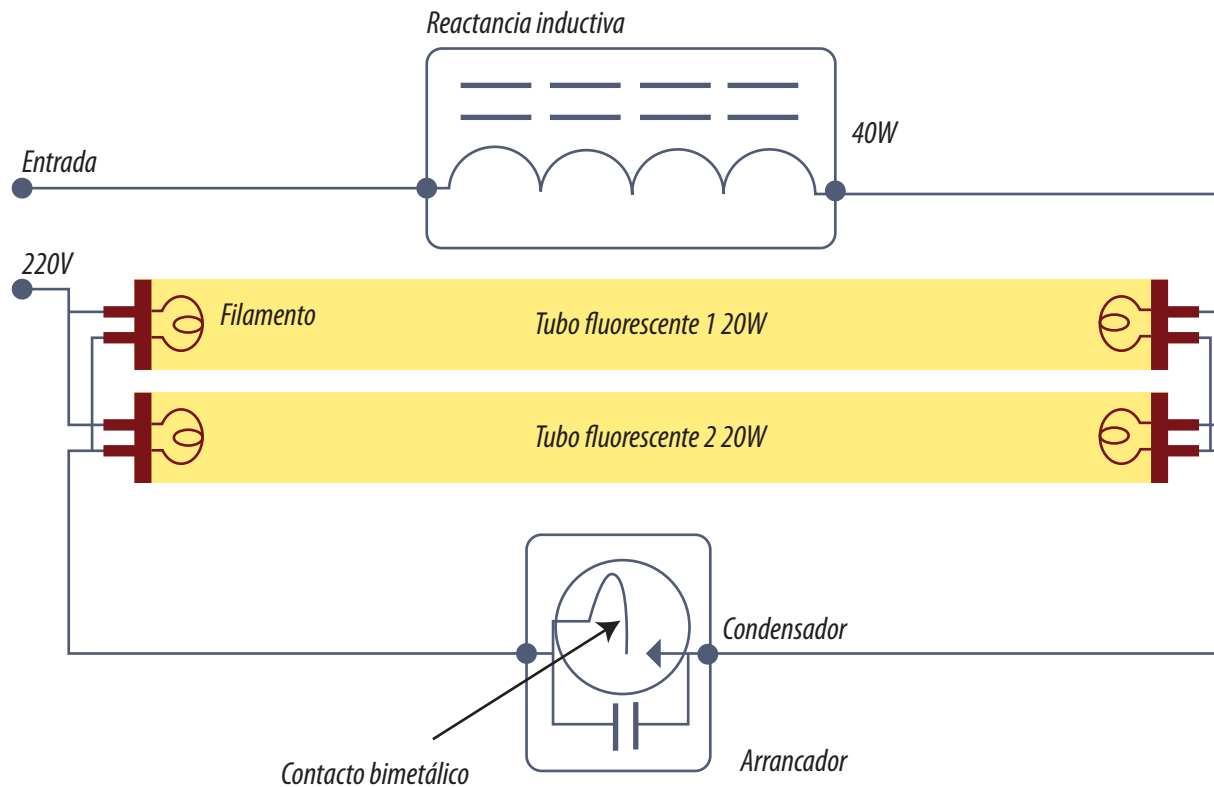 Reactancia inductiva
40W
Entrada
220V
Filamento
Tubo fluorescente 1 20W
Tubo fluorescente 2 20W
Condensador
Contacto bimetálico
Arrancador